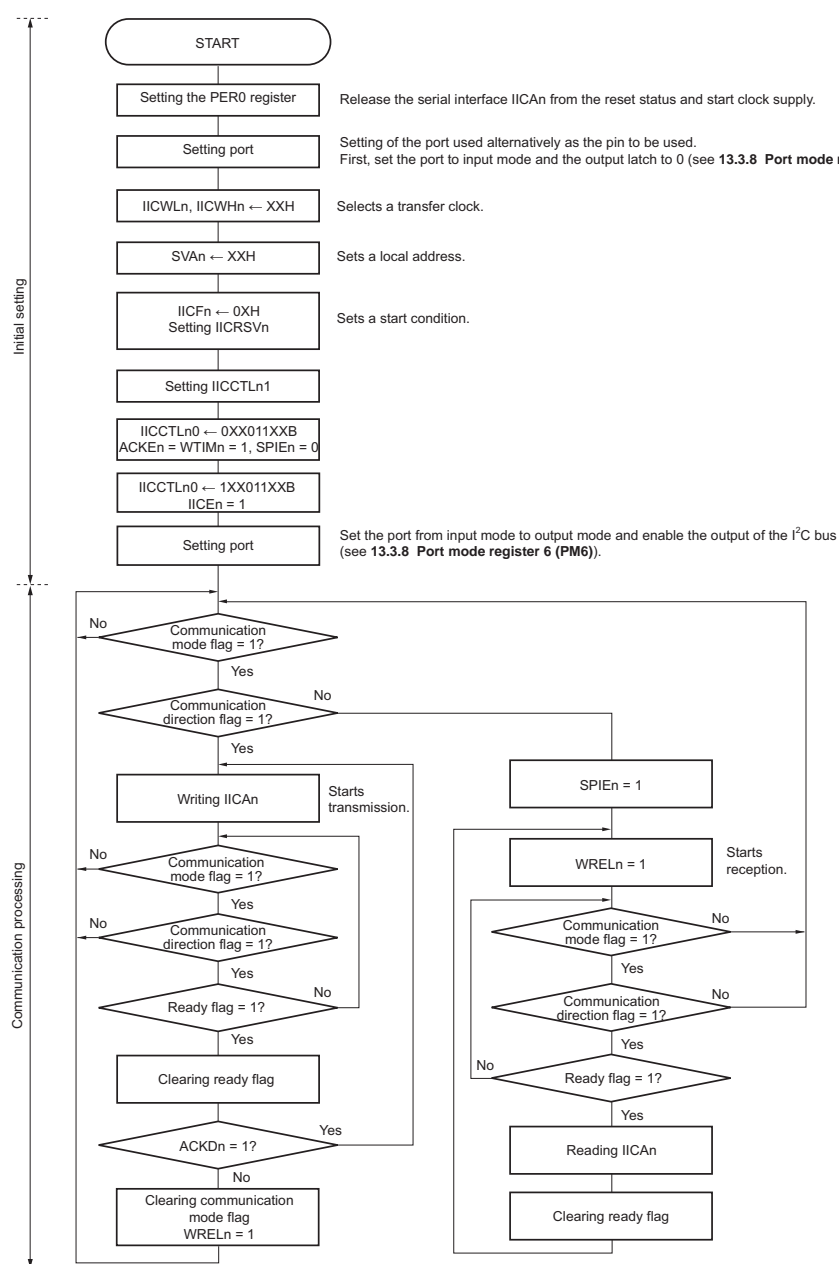 START
Setting the PER0 register
Release the serial interface IICAn from the reset status and start clock supply.
Setting port
Setting of the port used alternatively as the pin to be used.
First, set the port to input mode and the output latch to 0 (see 13.3.8 Port mode
IICWLn, IICWHn ← XXH
Selects a transfer clock.
SVAn ← XXH
Sets a local address.
IICFn ← 0XH
Setting IICRSVn
Sets a start condition.
Setting IICCTLn1
IICCTLn0 ← 0XX011XXB
ACKEn = WTIMn = 1, SPIEn = 0
IICCTLn0 ← 1XX011XXB
IICEn = 1
Setting port
Set the port from input mode to output mode and enable the output of the I²C bus
(see 13.3.8 Port mode register 6 (PM6)).
Initial setting
Communication processing
No
Communication
mode flag = 1?
Yes
Communication
direction flag = 1?
No
Yes
Writing IICAn
Starts
transmission.
No
Communication
mode flag = 1?
Yes
No
Communication
direction flag = 1?
Yes
Ready flag = 1?
No
Yes
Clearing ready flag
ACKDn = 1?
Yes
No
Clearing communication
mode flag
WRELn = 1
SPIEn = 1
WRELn = 1
Starts
reception.
Communication
mode flag = 1?
No
Yes
Communication
direction flag = 1?
No
Yes
No
Ready flag = 1?
Yes
Reading IICAn
Clearing ready flag